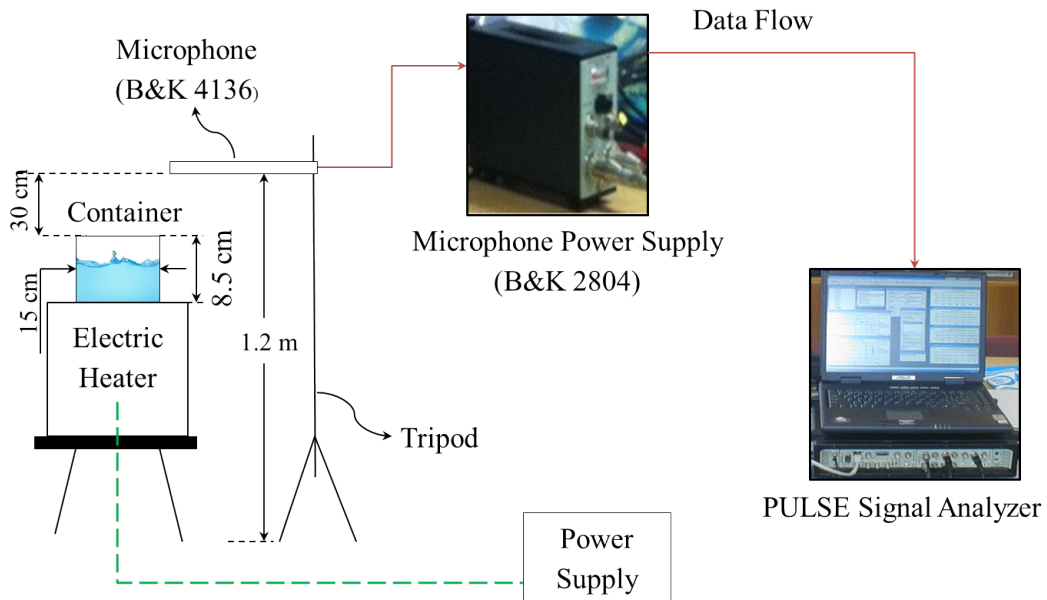 Data Flow
Microphone
(B&K 4136)
30 cm
Container
8.5 cm
15 cm
Microphone Power Supply
(B&K 2804)
Electric
Heater
1.2 m
Tripod
PULSE Signal Analyzer
Power
Supply